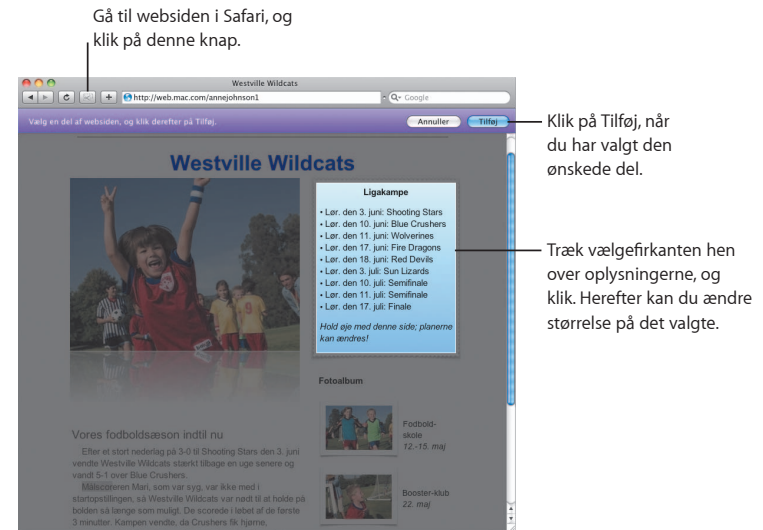 Gå til websiden i Safari, og
klik på denne knap.
Westville Wildcats
http://web.mac.com/annejohnson1
Google
Vælg en del af websiden, og klik derefter på Tilføj.
Annuller
Tilføj
Klik på Tilføj, når
du har valgt den
ønskede del.
Westville Wildcats
Ligakampe
• Lør. den 3. juni: Shooting Stars
• Lør. den 10. juni: Blue Crushers
• Lør. den 11. juni: Wolverines
• Lør. den 17. juni: Fire Dragons
• Lør. den 18. juni: Red Devils
• Lør. den 3. juli: Sun Lizards
• Lør. den 10. juli: Semifinale
• Lør. den 11. juli: Semifinale
• Lør. den 17. juli: Finale
Hold øje med denne side; planerne
kan ændres!
Træk vælgefirkanten hen
over oplysningerne, og
klik. Herefter kan du ændre
størrelse på det valgte.
Fotoalbum
Fodbold-
skole
12.-15. maj
Booster-klub
22. maj
Vores fodboldsæson indtil nu
Efter et stort nederlag på 3-0 til Shooting Stars den 3. juni
vendte Westville Wildcats stærkt tilbage en uge senere og
vandt 5-1 over Blue Crushers.
Målscoreren Mari, som var syg, var ikke med i
startopstillingen, så Westville Wildcats var nødt til at holde på
bolden så længe som muligt. De scorede i løbet af de første
3 minutter. Kampen vendte, da Crushers fik hjørne,